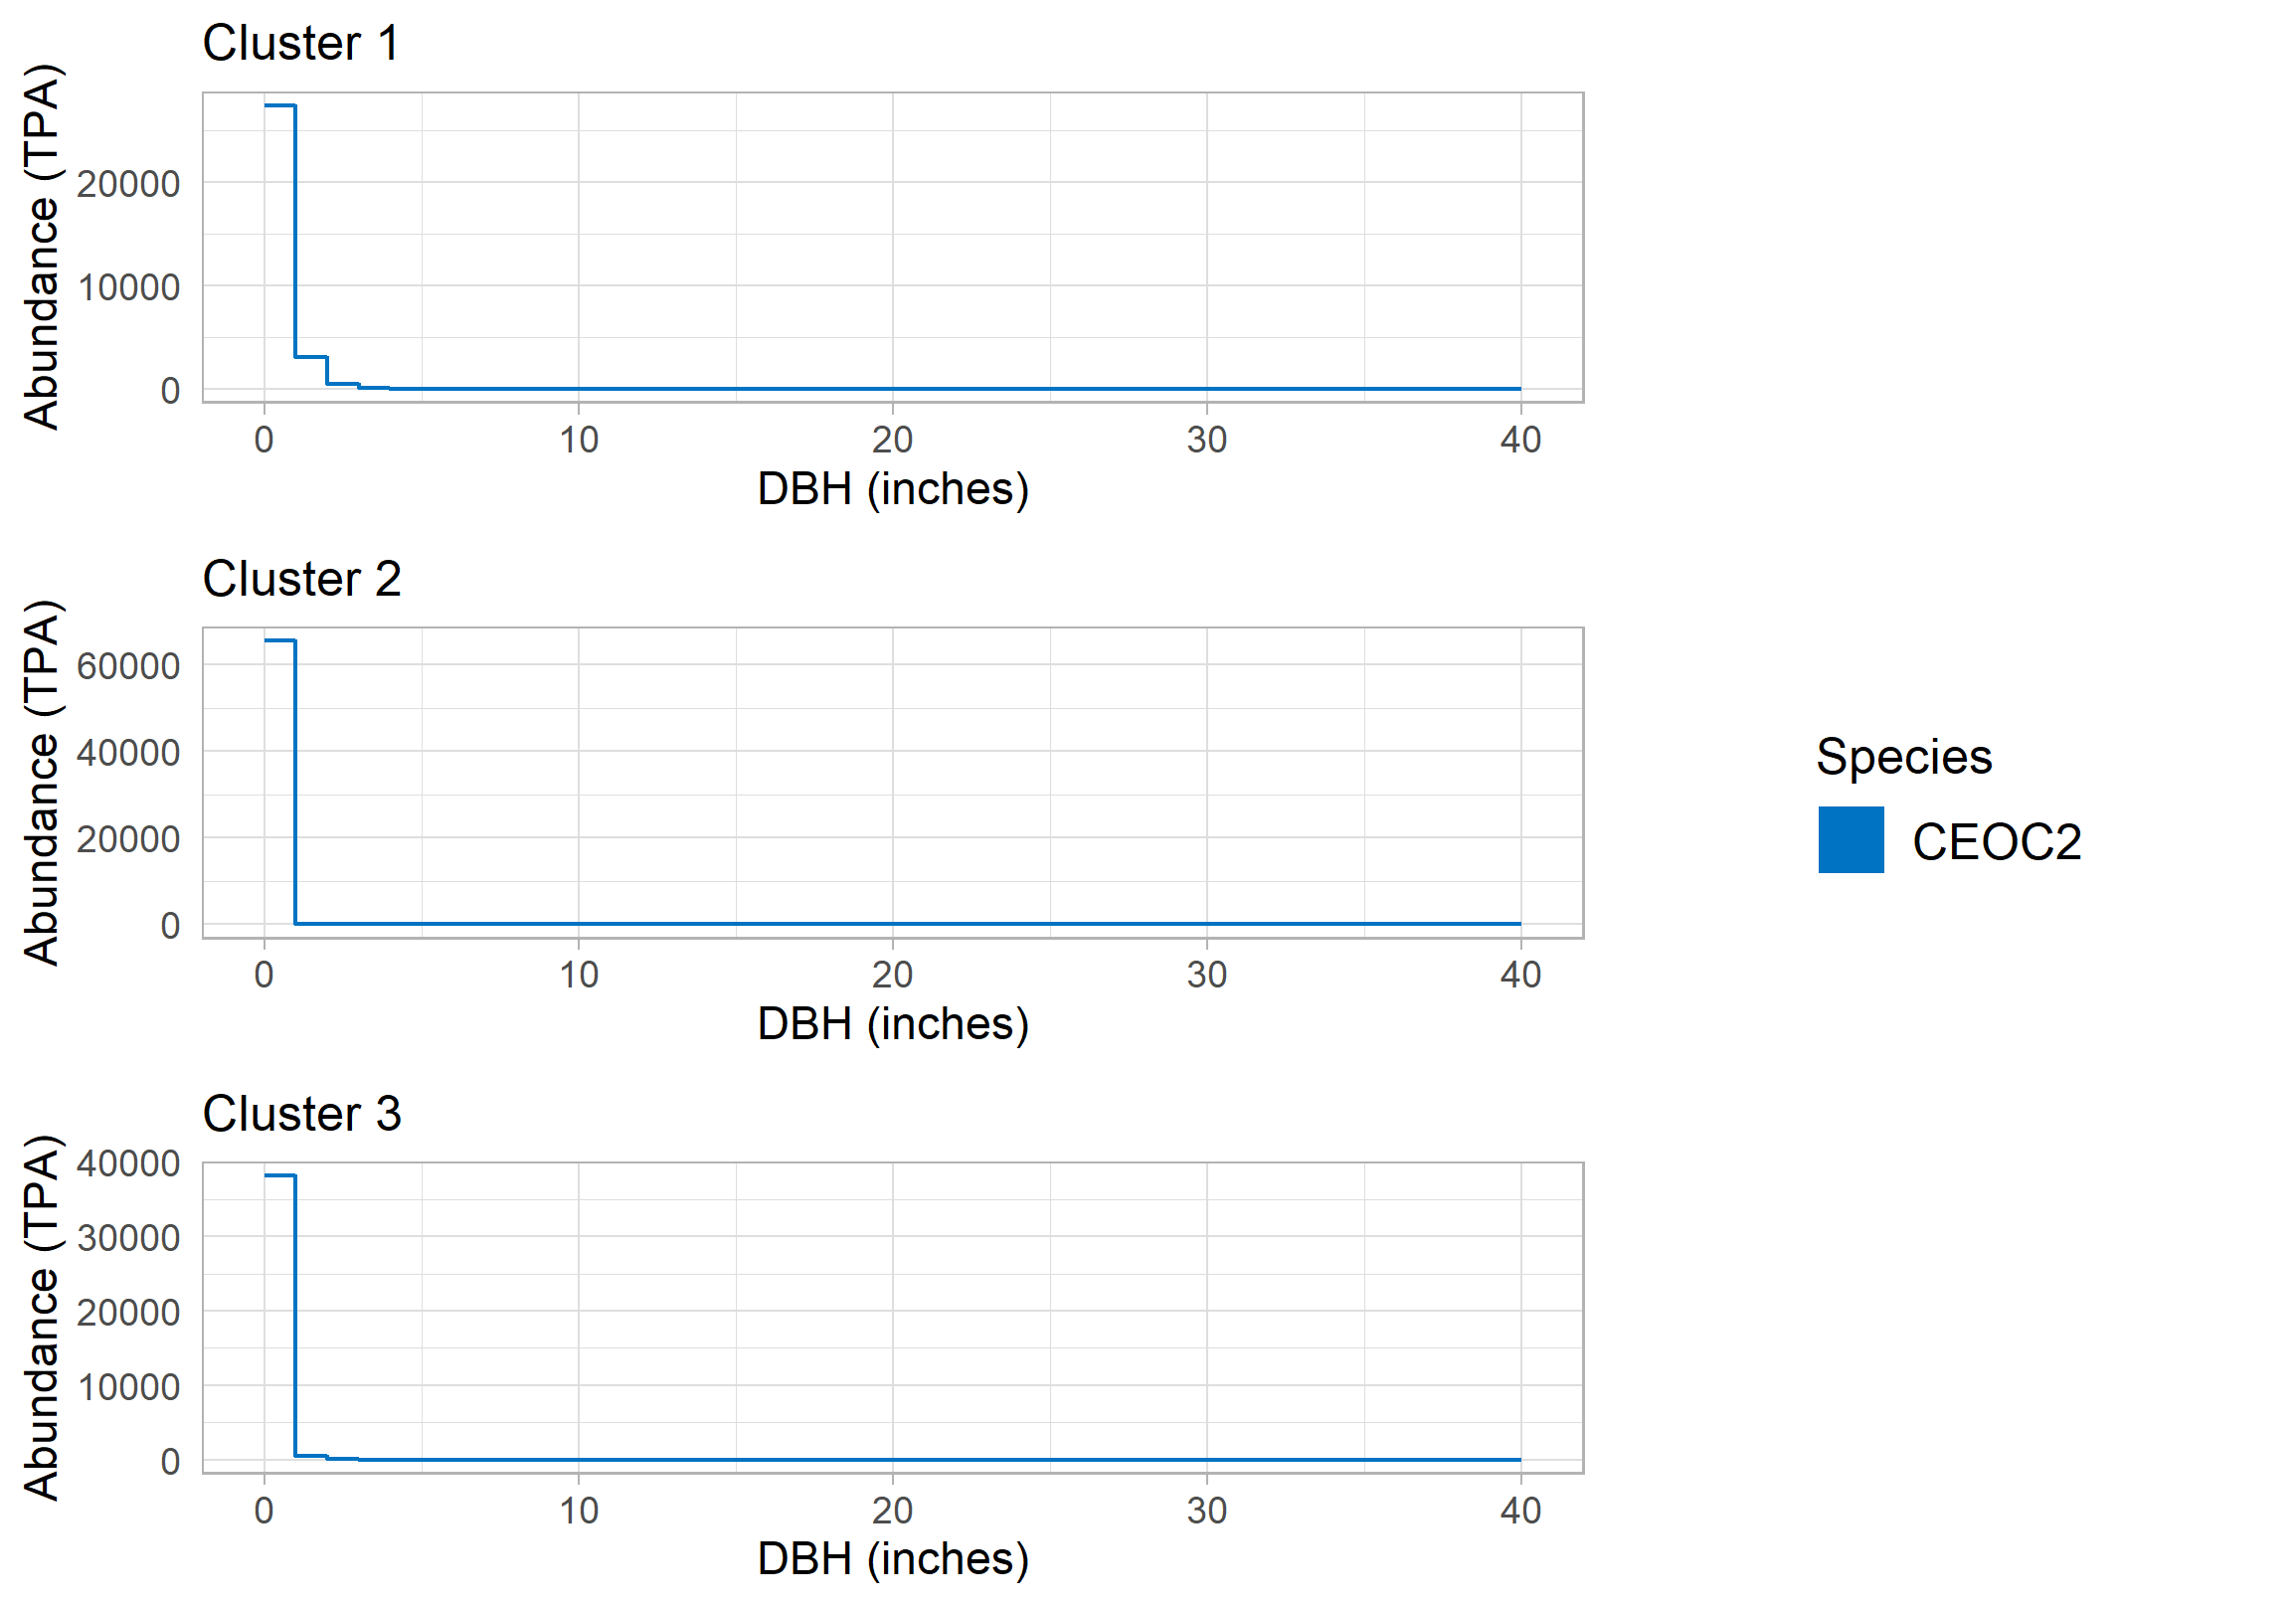 Cluster 1
Abundance (TPA)
20000
10000
0
0 10 20 30 40
DBH (inches)
Cluster 2
Abundance (TPA)
60000
40000
20000
0
0 10 20 30 40
DBH (inches)
Species
CEOC2
Cluster 3
Abundance (TPA)
40000
30000
20000
10000
0
0 10 20 30 40
DBH (inches)